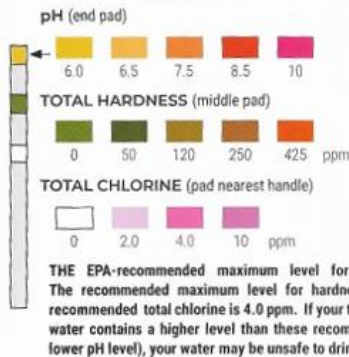 pH (end pad)
6.0 6.5 7.5 8.5 10
TOTAL HARDNESS (middle pad)
0 50 120 250 425 ppm
TOTAL CHLORINE (pad nearest handle)
0 2.0 4.0 10 ppm
THE EPA-recommended maximum level for
The recommended maximum level for hardne
recommended total chlorine is 4.0 ppm. If your t
water contains a higher level than these recom
lower pH level), your water may be unsafe to drin